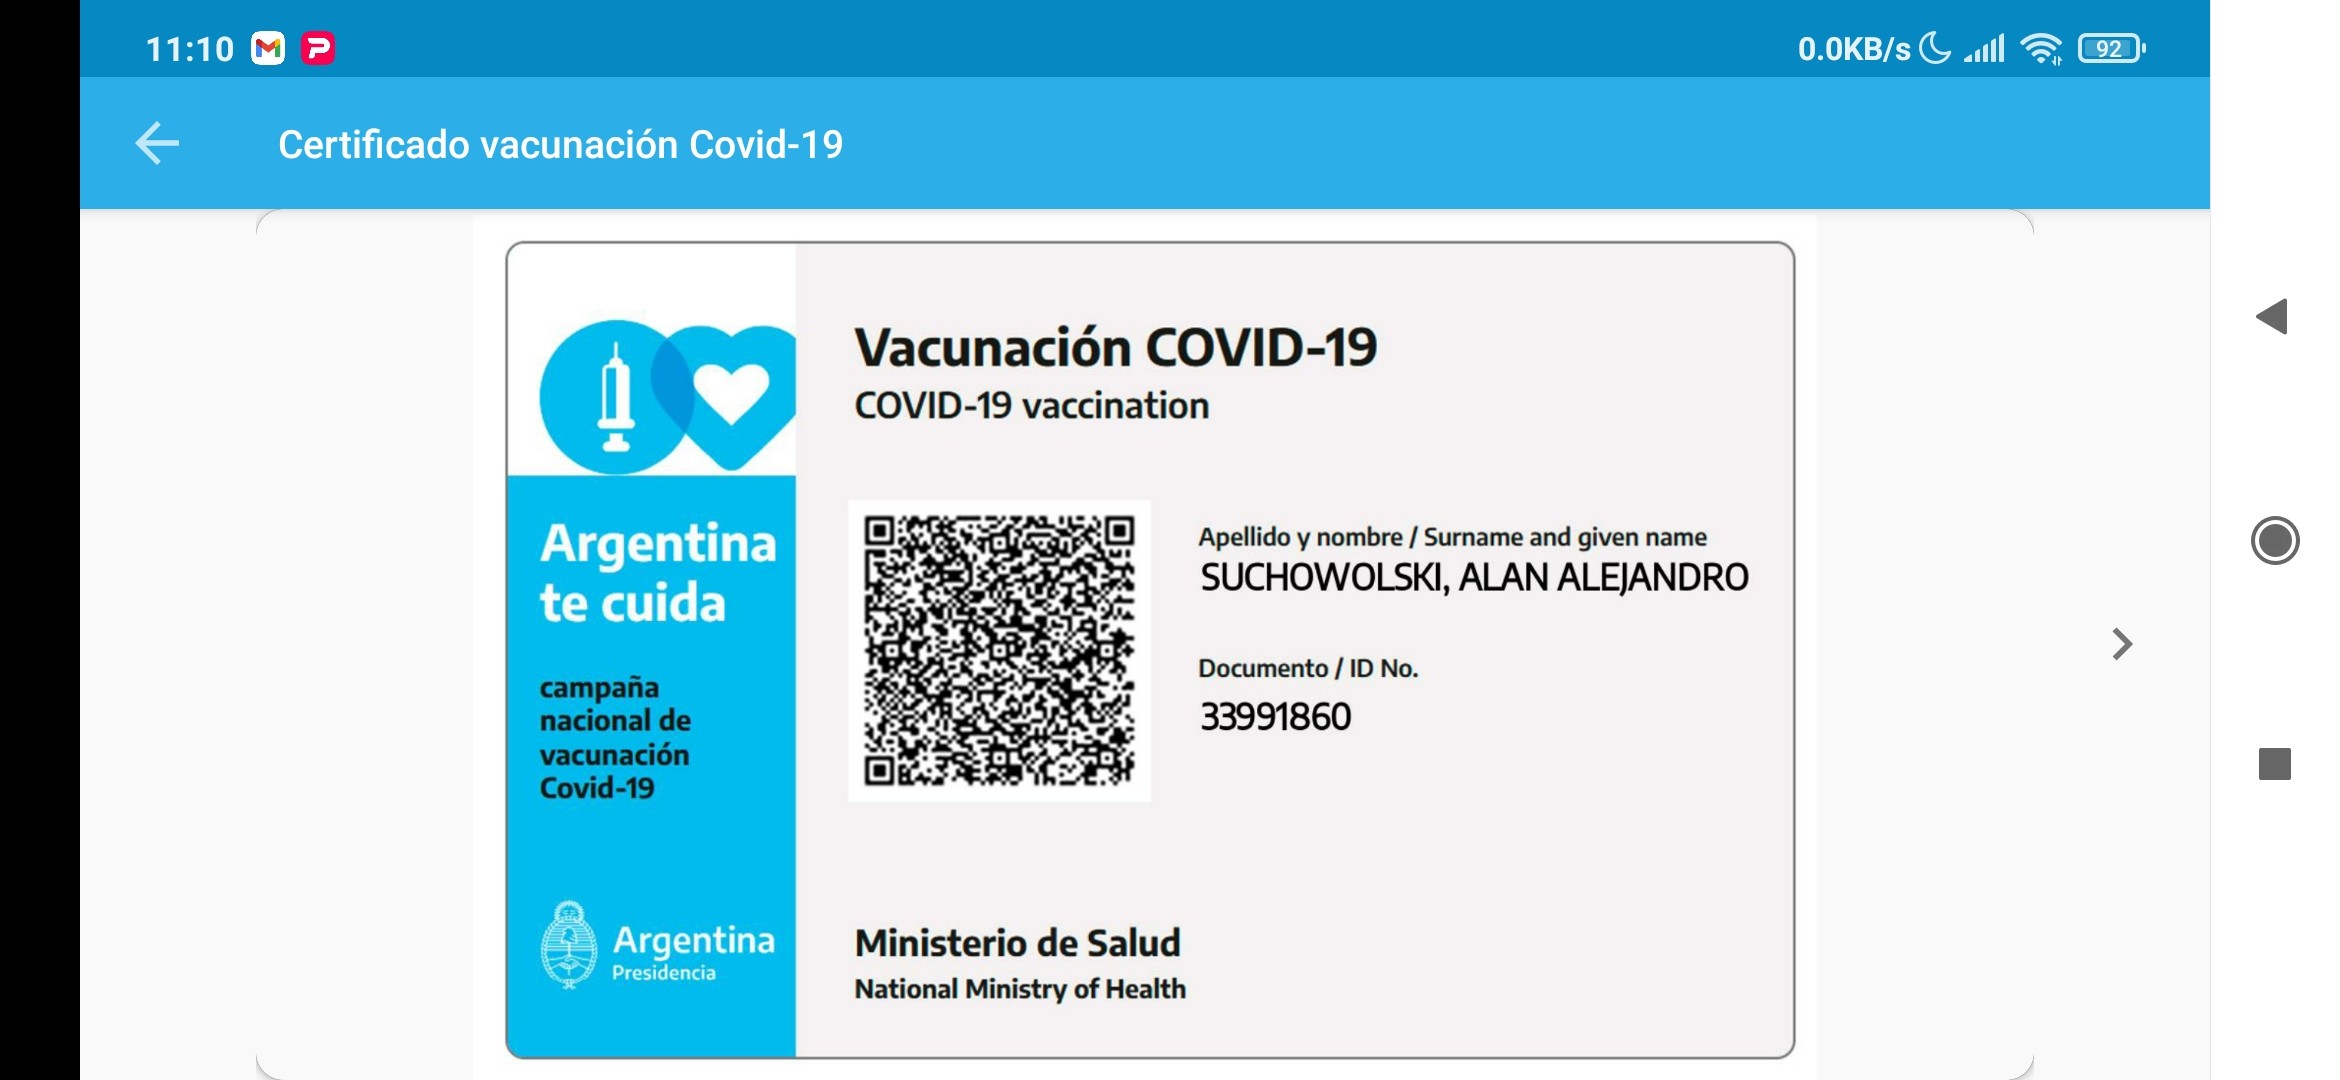 11:10
0.0KB/s
92
Certificado vacunación Covid-19
Vacunación COVID-19
COVID-19 vaccination
Argentina
te cuida
campaña
nacional de
vacunación
Covid-19
Apellido y nombre / Surname and given name
SUCHOWOLSKI, ALAN ALEJANDRO
Documento / ID No.
33991860
Argentina
Presidencia
Ministerio de Salud
National Ministry of Health